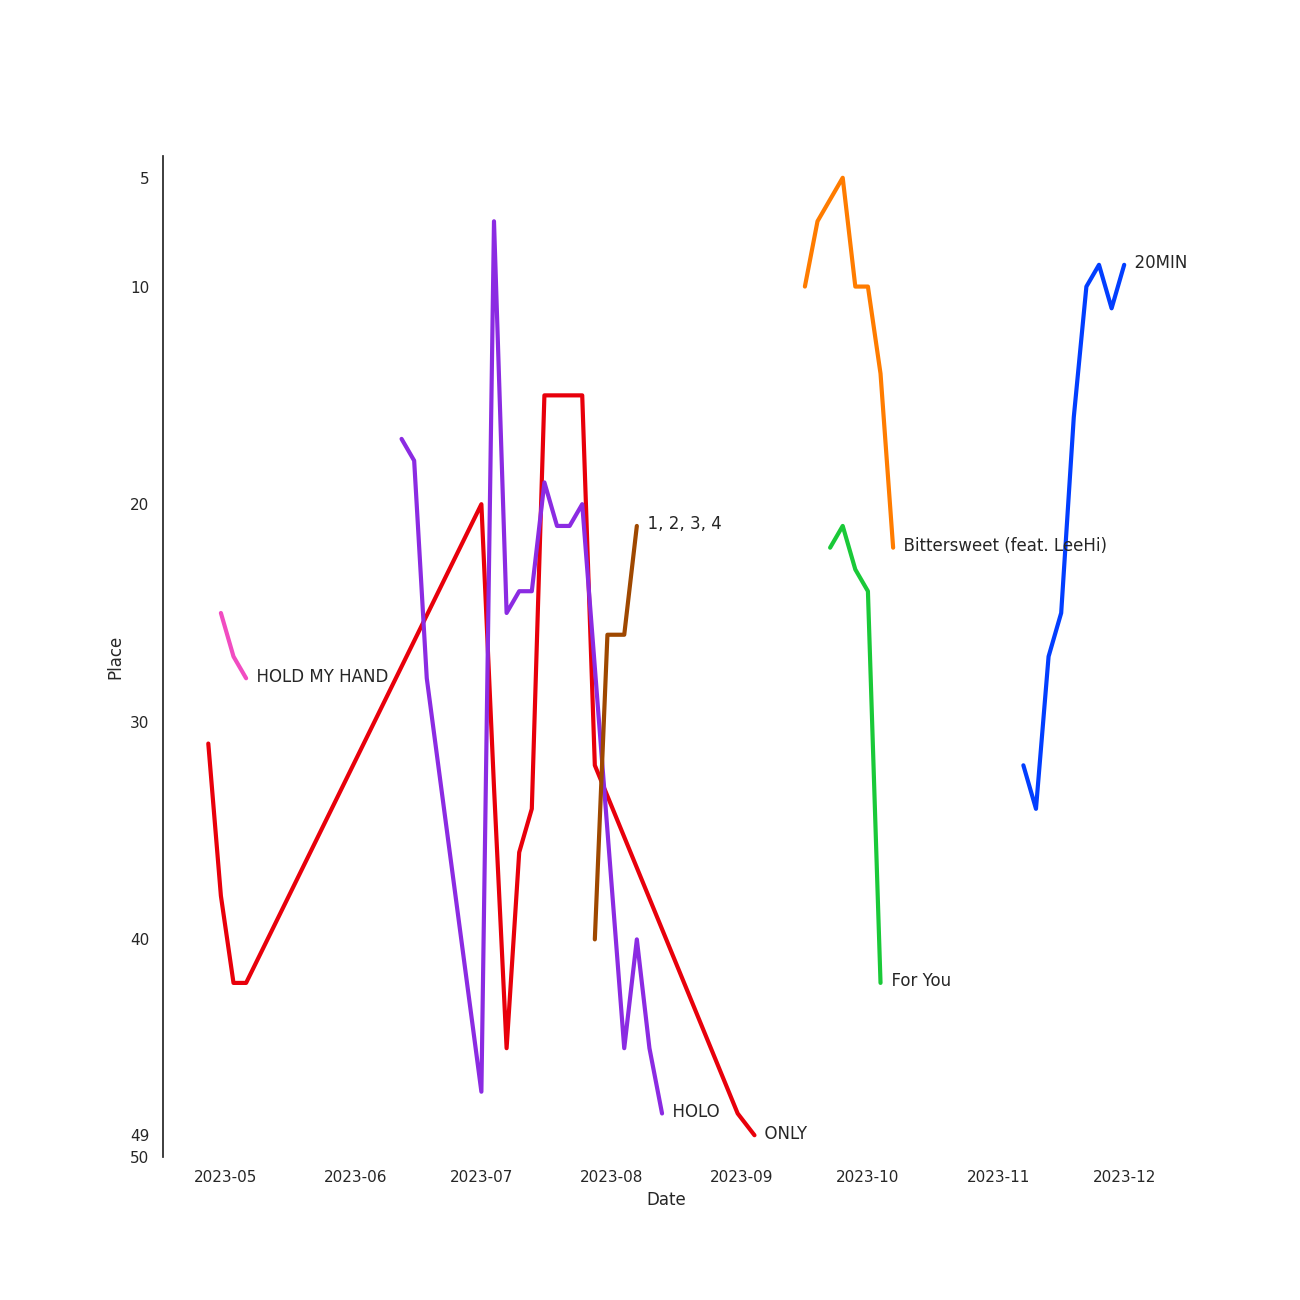 5
20MIN
10
20
1, 2, 3, 4
Bittersweet (feat. LeeHi)
Place
HOLD MY HAND
30
40
For You
HOLO
49
ONLY
50
2023-05 2023-06 2023-07 2023-08 2023-09 2023-10 2023-11 2023-12
Date